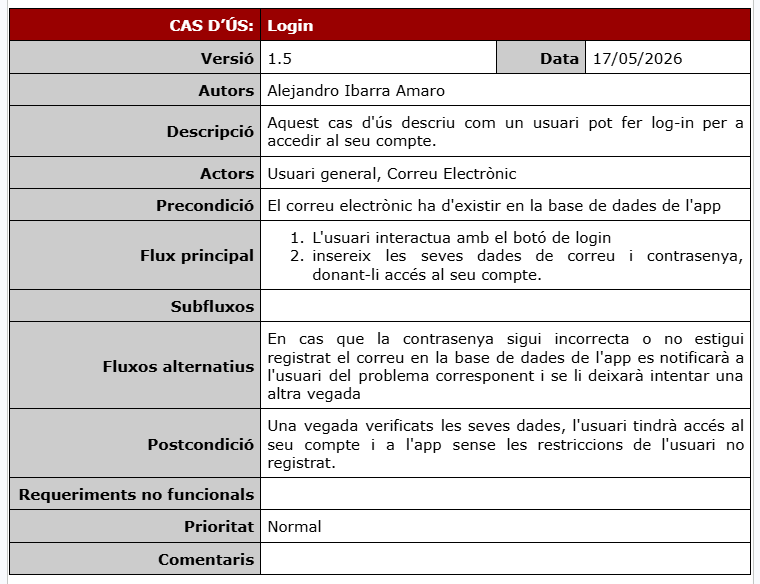 CAS D’ÚS: Login
Versió 1.5 Data 17/05/2026
Autors Alejandro Ibarra Amaro
Descripció Aquest cas d'ús descriu com un usuari pot fer log-in per a
accedir al seu compte.
Actors Usuari general, Correu Electrònic
Precondició El correu electrònic ha d'existir en la base de dades de l'app
Flux principal
1. L'usuari interactua amb el botó de login
2. insereix les seves dades de correu i contrasenya,
donant-li accés al seu compte.
Subfluxos
Fluxos alternatius
En cas que la contrasenya sigui incorrecta o no estigui
registrat el correu en la base de dades de l'app es notificarà a
l'usuari del problema corresponent i se li deixarà intentar una
altra vegada
Postcondició
Una vegada verificats les seves dades, l'usuari tindrà accés al
seu compte i a l'app sense les restriccions de l'usuari no
registrat.
Requeriments no funcionals
Prioritat Normal
Comentaris